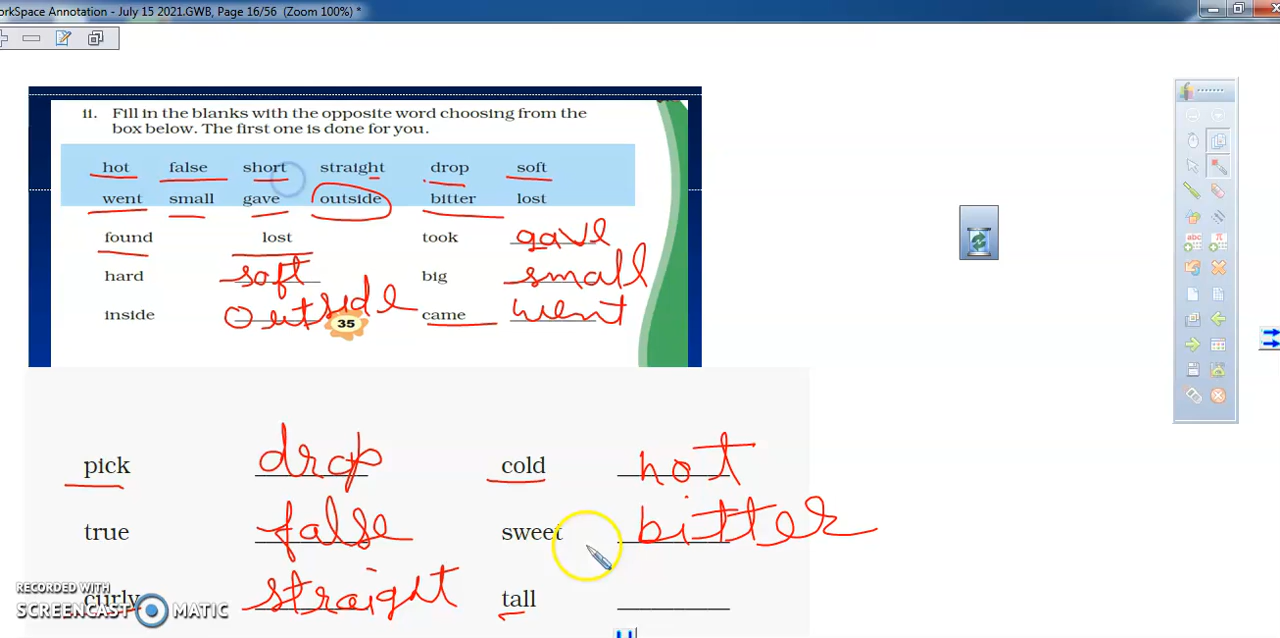 orkSpace Annotation - July 15 2021.GWB, Page 16/56 (Zoom 100%) *
ii. Fill in the blanks with the opposite word choosing from the
box below. The first one is done for you.
hot false short straight drop soft
went small gave outside bitter lost
found lost took gave
hard soft big small
inside outside came went
35
pick drop cold hot
true false sweet bitter
curly straight tall
RECORDED WITH
SCREENCAST MATIC